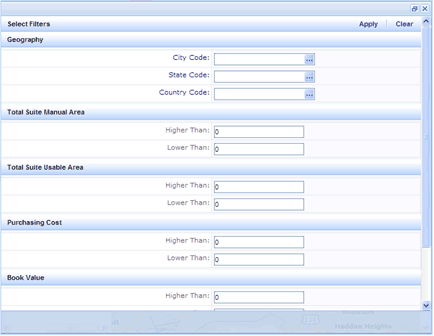 Select Filters Apply Clear
Geography
City Code: ...
State Code: ...
Country Code: ...
Total Suite Manual Area
Higher Than: 0
Lower Than: 0
Total Suite Usable Area
Higher Than: 0
Lower Than: 0
Purchasing Cost
Higher Than: 0
Lower Than: 0
Book Value
Higher Than: 0
Haddon Heights